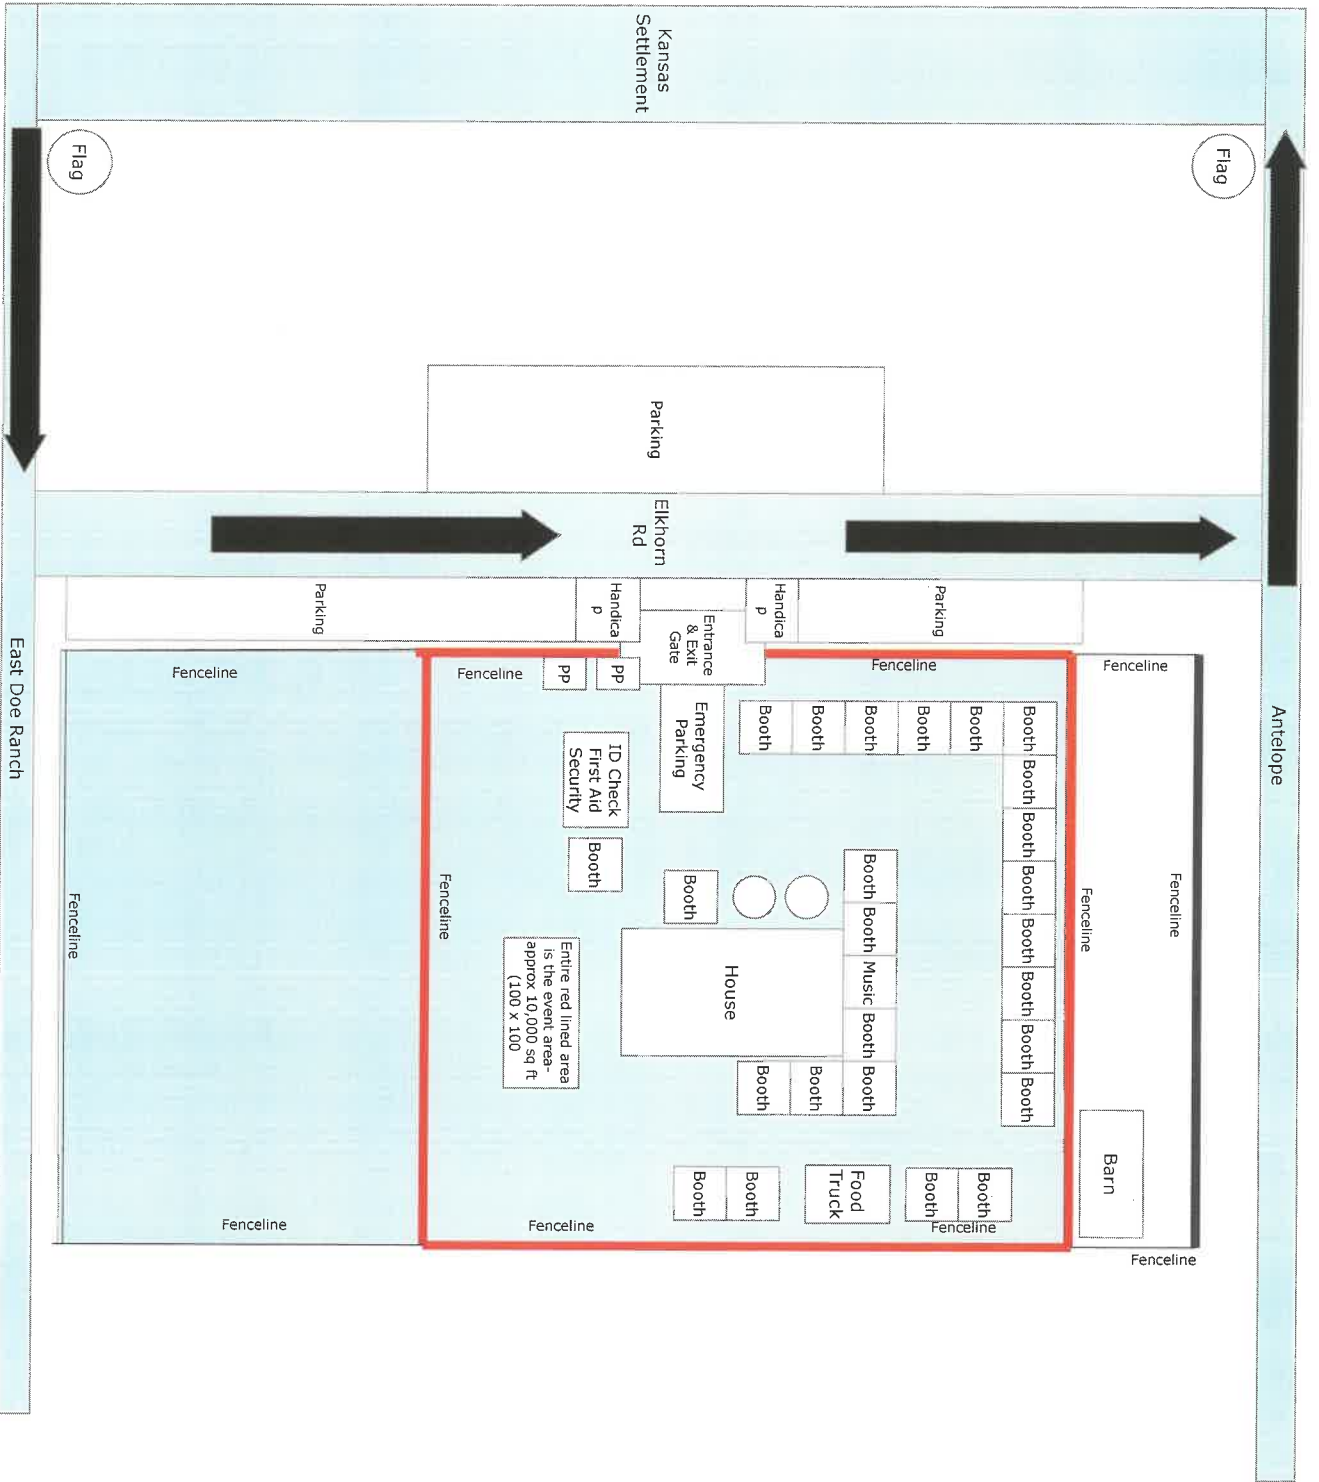 Kansas
Settlement
Flag
Flag
Parking
Elkhorn
Rd
Parking
Handica
p
Entrance
& Exit
Gate
Handica
p
Parking
East Doe Ranch
Antelope
Fenceline
Fenceline
PP
PP
Fenceline
Fenceline
Emergency
Parking
Booth
Booth
Booth
Booth
Booth
Booth
Booth
Booth
Booth
Booth
Booth
Booth
Booth
ID Check
First Aid
Security
Booth
Booth
Booth
Booth
Music
Booth
Booth
Booth
Booth
House
Fenceline
Fenceline
Fenceline
Fenceline
Entire red lined area
is the event area-
approx 10,000 sq ft
(100 x 100
Barn
Booth
Booth
Food
Truck
Booth
Booth
Fenceline
Fenceline
Fenceline
Fenceline